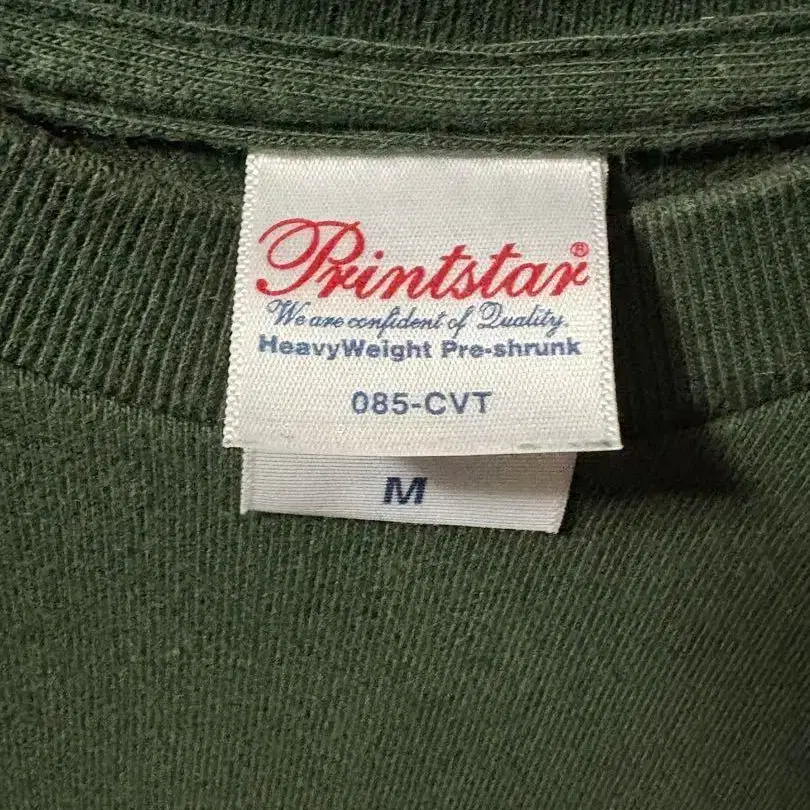 Printstar®
We are confident of Quality.
HeavyWeight Pre-shrunk
085-CVT
M